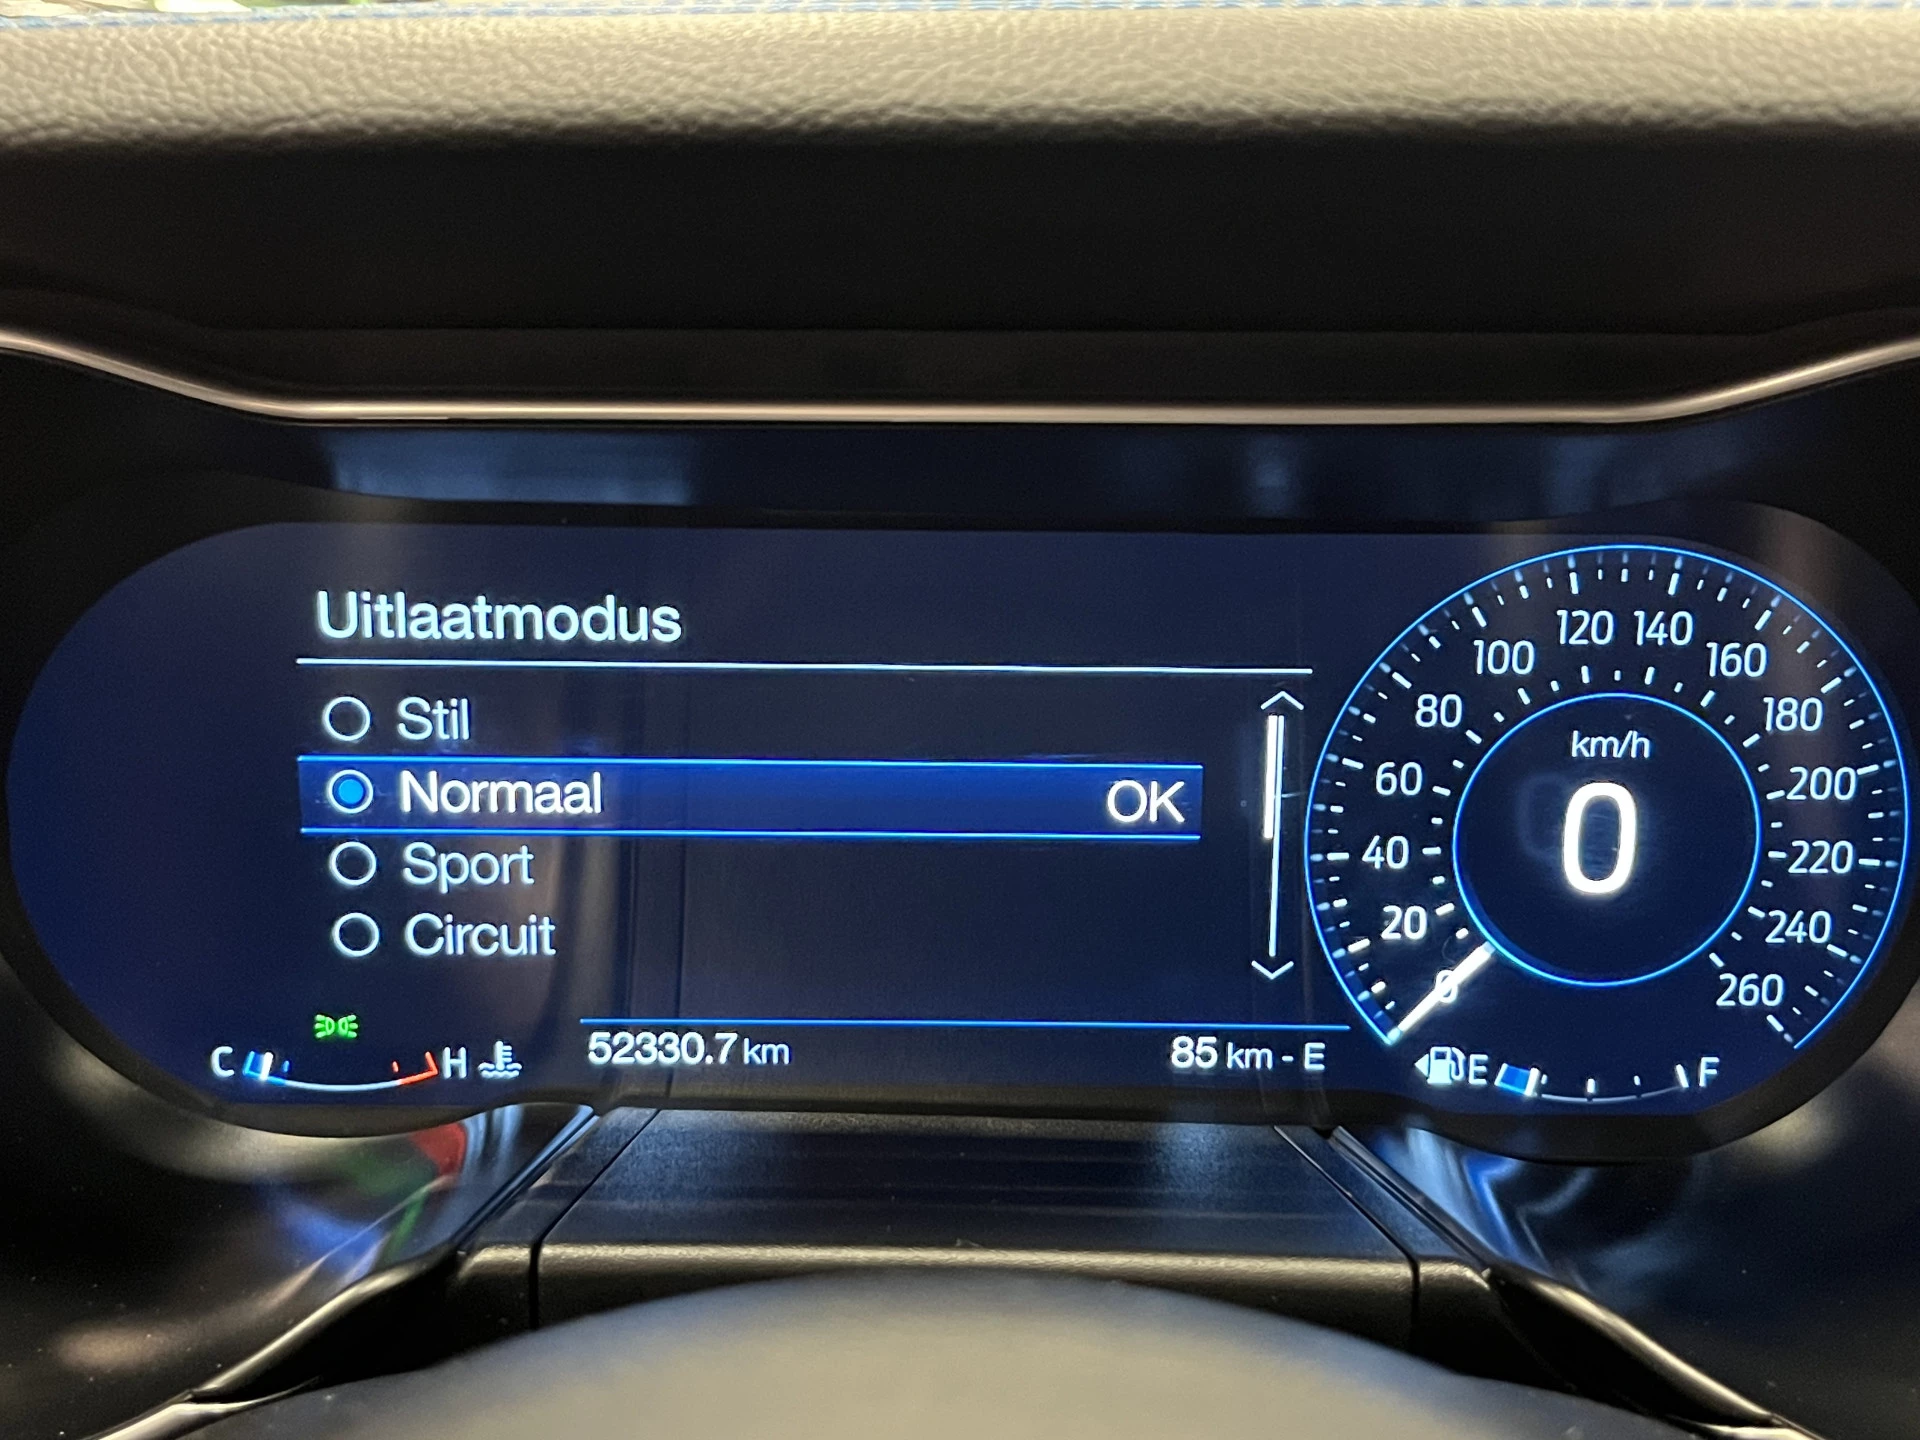 Uitlaatmodus
Stil
Normaal OK
Sport
Circuit
C H
52330.7 km 85 km - E
E F
km/h
0
0
20
40
60
80
100
120
140
160
180
200
220
240
260